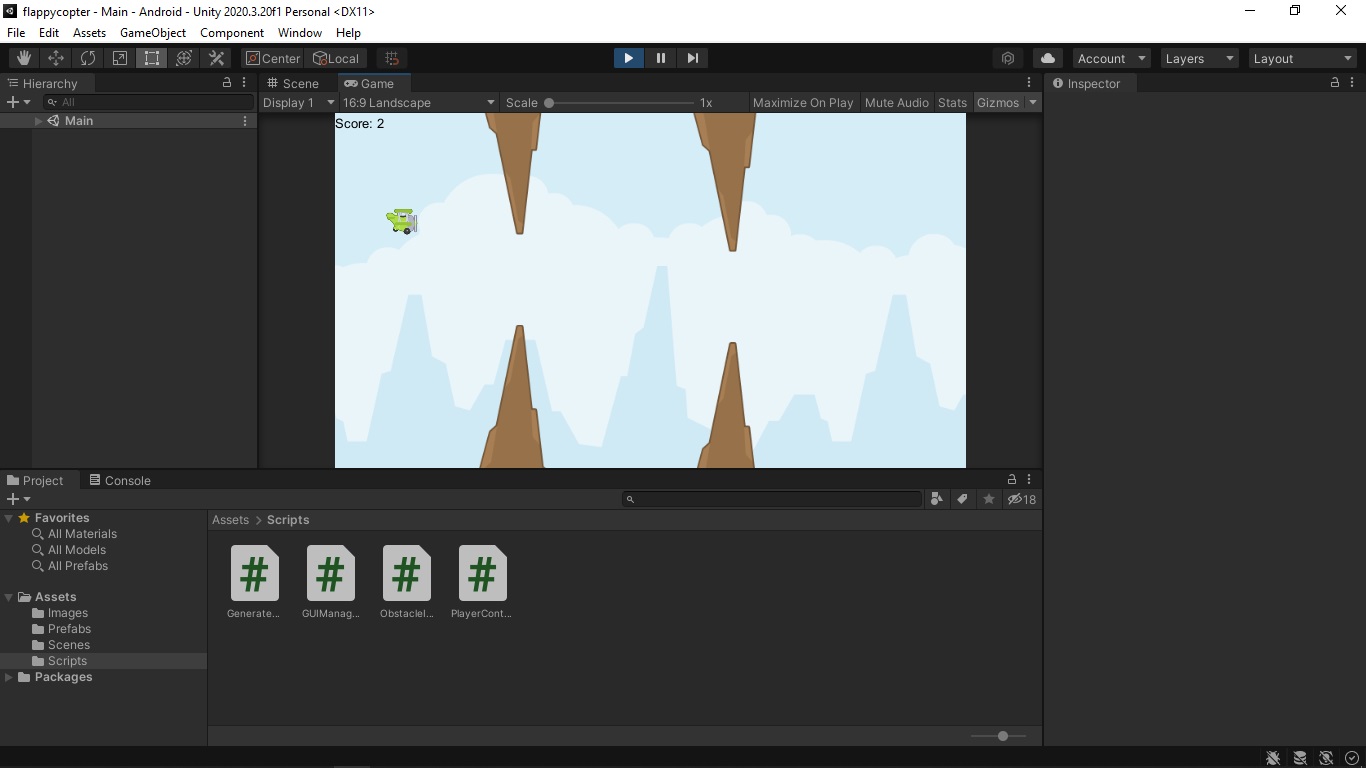 flappycopter - Main - Android - Unity 2020.3.20f1 Personal <DX11>
File Edit Assets GameObject Component Window Help
Center Local Account Layers Layout
Hierarchy Scene Game Inspector
All Display 1 16:9 Landscape Scale 1x Maximize On Play Mute Audio Stats Gizmos
Main
Score: 2
Project Console
18
Favorites
All Materials
All Models
All Prefabs
Assets
Images
Prefabs
Scenes
Scripts
Packages
Assets > Scripts
# # # #
Generate... GUIManag... ObstacleI... PlayerCont...